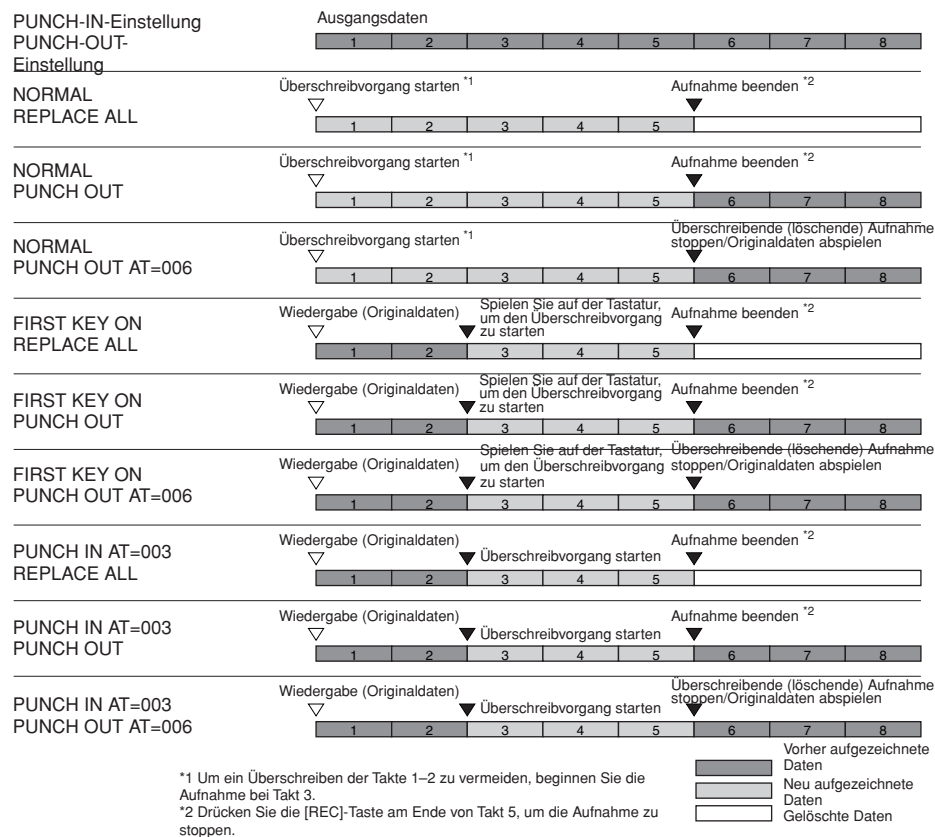 PUNCH-IN-Einstellung
PUNCH-OUT-
Einstellung
Ausgangsdaten
1 2 3 4 5 6 7 8
NORMAL
REPLACE ALL
Überschreibvorgang starten *1
Aufnahme beenden *2
1 2 3 4 5
NORMAL
PUNCH OUT
Überschreibvorgang starten *1
Aufnahme beenden *2
1 2 3 4 5 6 7 8
NORMAL
PUNCH OUT AT=006
Überschreibvorgang starten *1
Überschreibende (löschende) Aufnahme
stoppen/Originaldaten abspielen
1 2 3 4 5 6 7 8
FIRST KEY ON
REPLACE ALL
Wiedergabe (Originaldaten)
Spielen Sie auf der Tastatur,
um den Überschreibvorgang
zu starten
Aufnahme beenden *2
1 2 3 4 5
FIRST KEY ON
PUNCH OUT
Wiedergabe (Originaldaten)
Spielen Sie auf der Tastatur,
um den Überschreibvorgang
zu starten
Aufnahme beenden *2
1 2 3 4 5 6 7 8
FIRST KEY ON
PUNCH OUT AT=006
Wiedergabe (Originaldaten)
Spielen Sie auf der Tastatur,
um den Überschreibvorgang
zu starten
Überschreibende (löschende) Aufnahme
stoppen/Originaldaten abspielen
1 2 3 4 5 6 7 8
PUNCH IN AT=003
REPLACE ALL
Wiedergabe (Originaldaten)
Überschreibvorgang starten
Aufnahme beenden *2
1 2 3 4 5
PUNCH IN AT=003
PUNCH OUT
Wiedergabe (Originaldaten)
Überschreibvorgang starten
Aufnahme beenden *2
1 2 3 4 5 6 7 8
PUNCH IN AT=003
PUNCH OUT AT=006
Wiedergabe (Originaldaten)
Überschreibvorgang starten
Überschreibende (löschende) Aufnahme
stoppen/Originaldaten abspielen
1 2 3 4 5 6 7 8
*1 Um ein Überschreiben der Takte 1–2 zu vermeiden, beginnen Sie die
Aufnahme bei Takt 3.
*2 Drücken Sie die [REC]-Taste am Ende von Takt 5, um die Aufnahme zu
stoppen.
Vorher aufgezeichnete
Daten
Neu aufgezeichnete
Daten
Gelöschte Daten